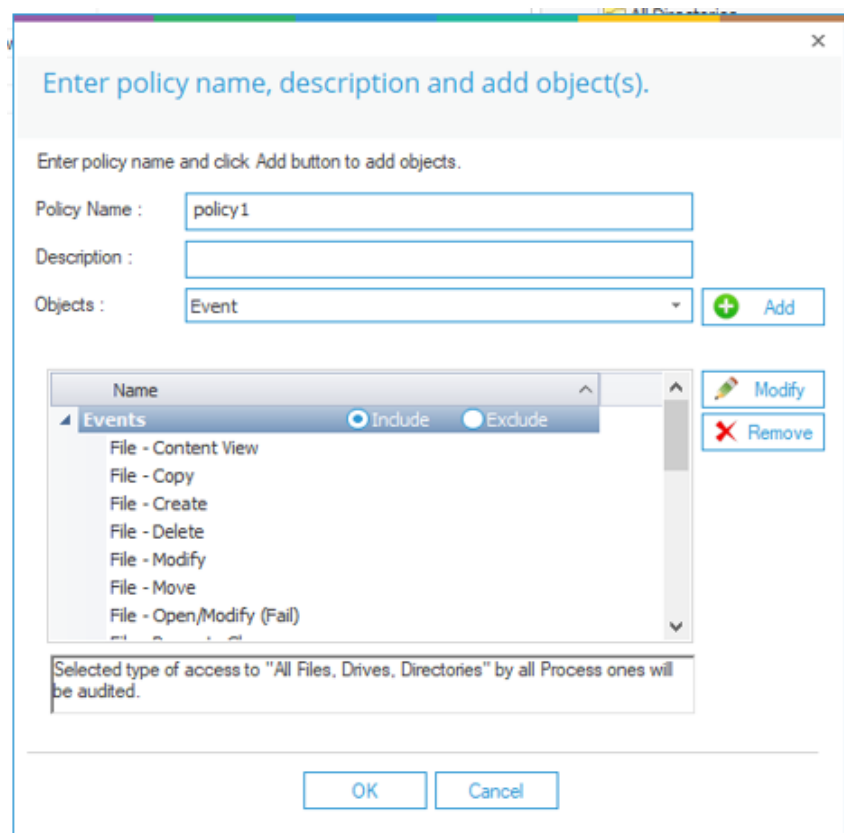 All Directories
Enter policy name, description and add object(s).
Enter policy name and click Add button to add objects.
Policy Name :
policy1
Description :
Objects :
Event
Add
Name
Modify
Events
Include
Exclude
Remove
File - Content View
File - Copy
File - Create
File - Delete
File - Modify
File - Move
File - Open/Modify (Fail)
Selected type of access to "All Files, Drives, Directories" by all Process ones will
be audited.
OK
Cancel